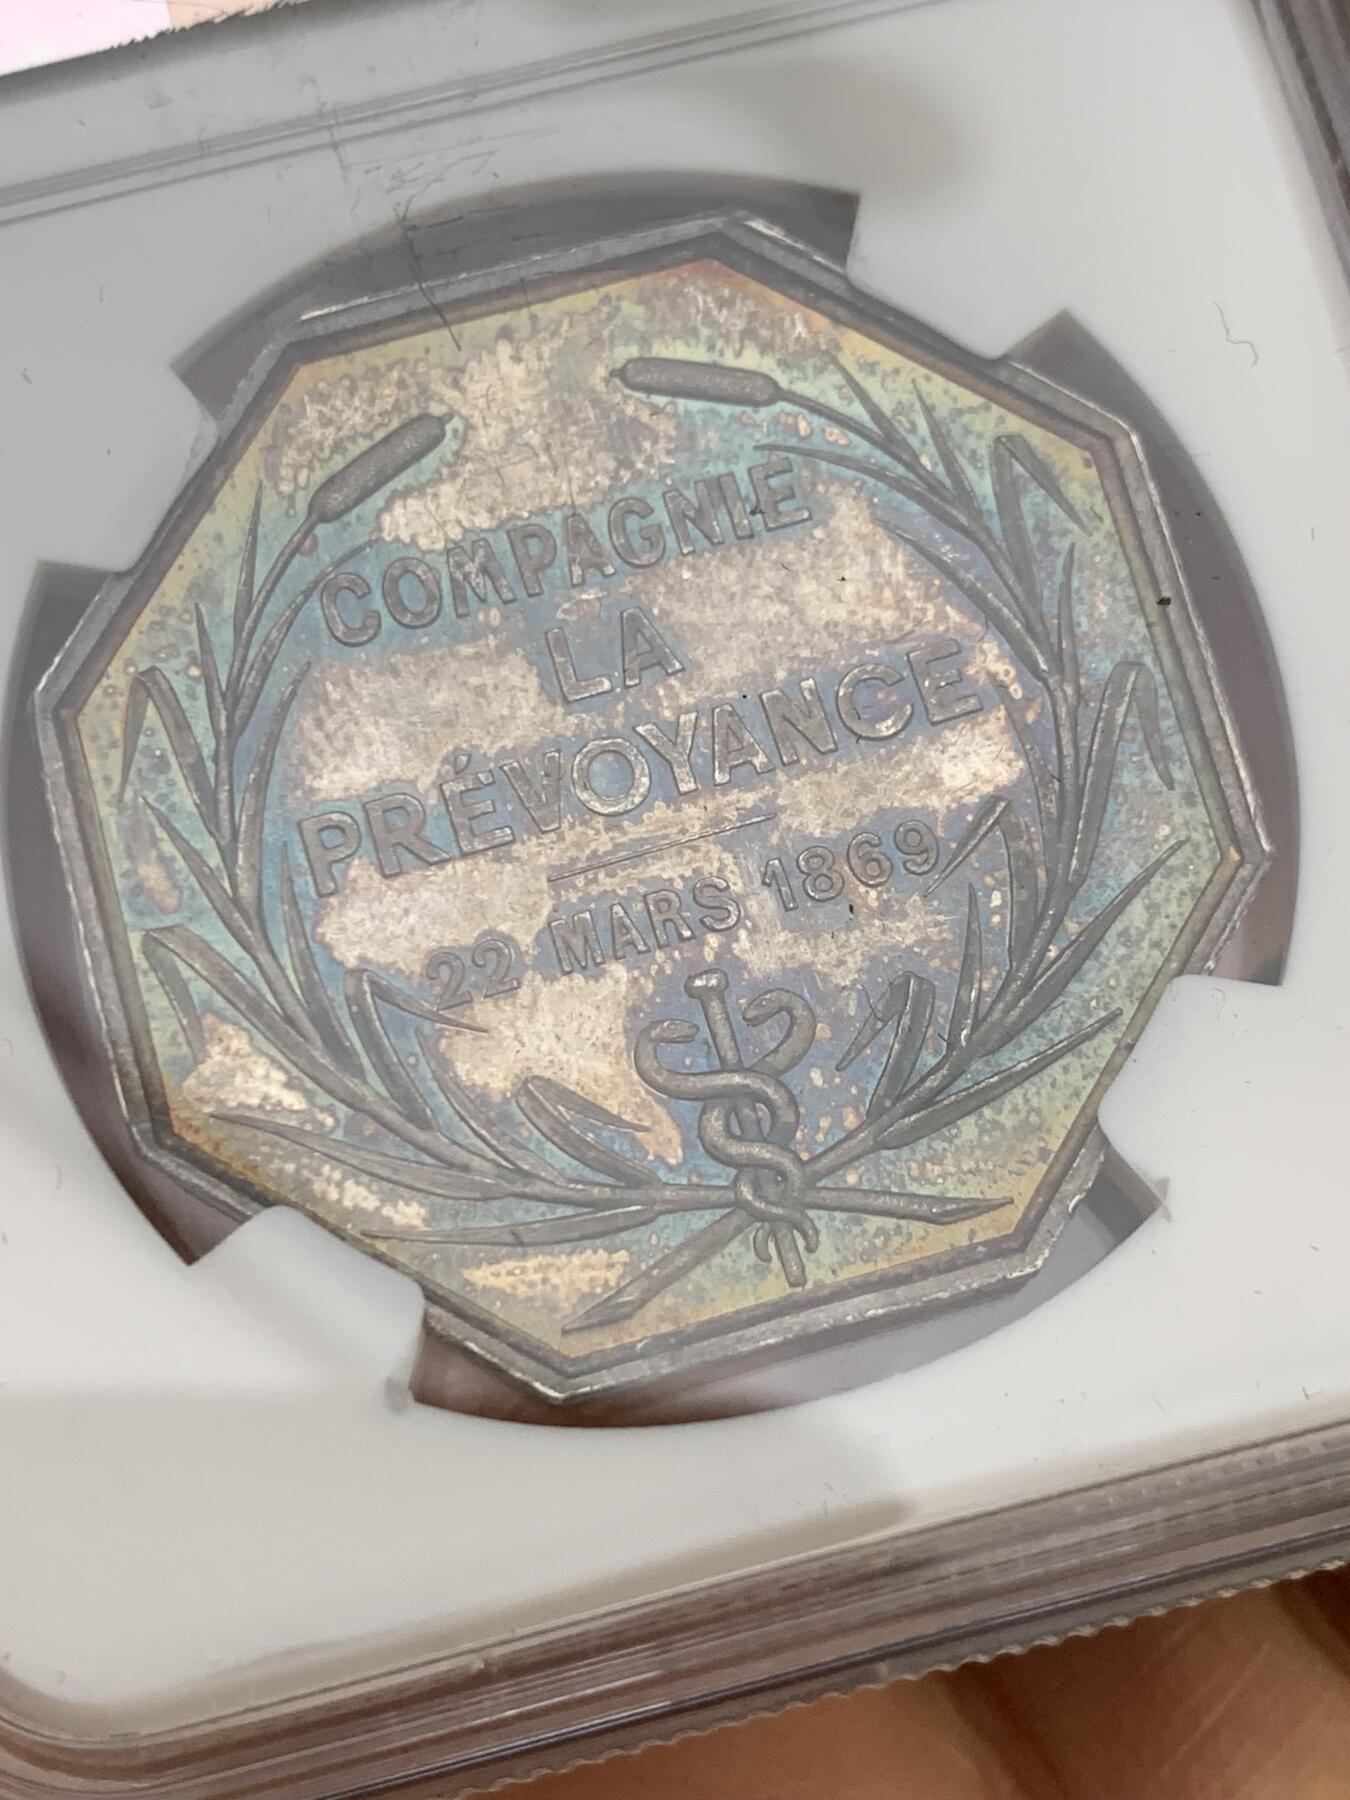 COMPAGNIE
LA
PRÉVOYANCE
22 MARS 1869